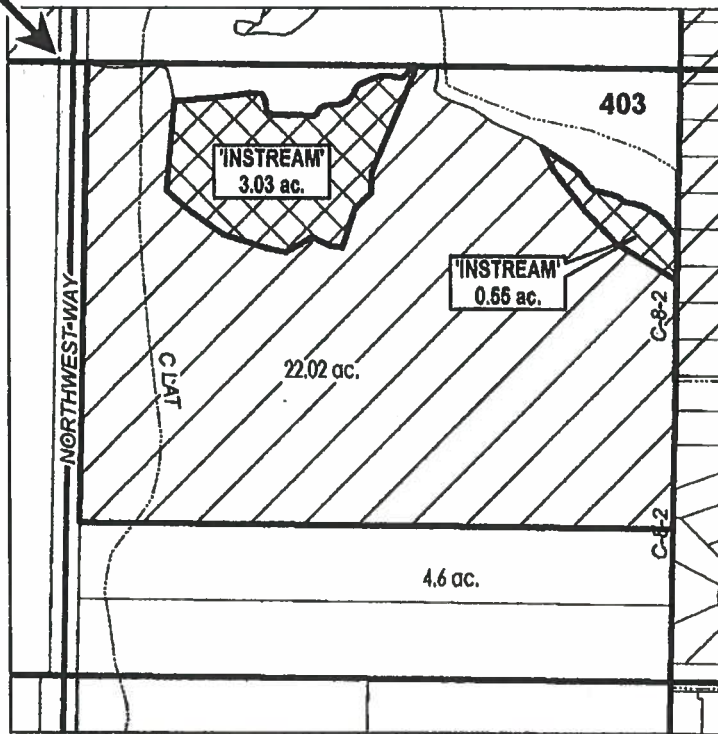 403
'INSTREAM'
3.03 ac.
'INSTREAM'
0.55 ac.
C-8-2
NORTHWEST-WAY
C LAT
22.02 ac.
C-8-2
4.6 ac.